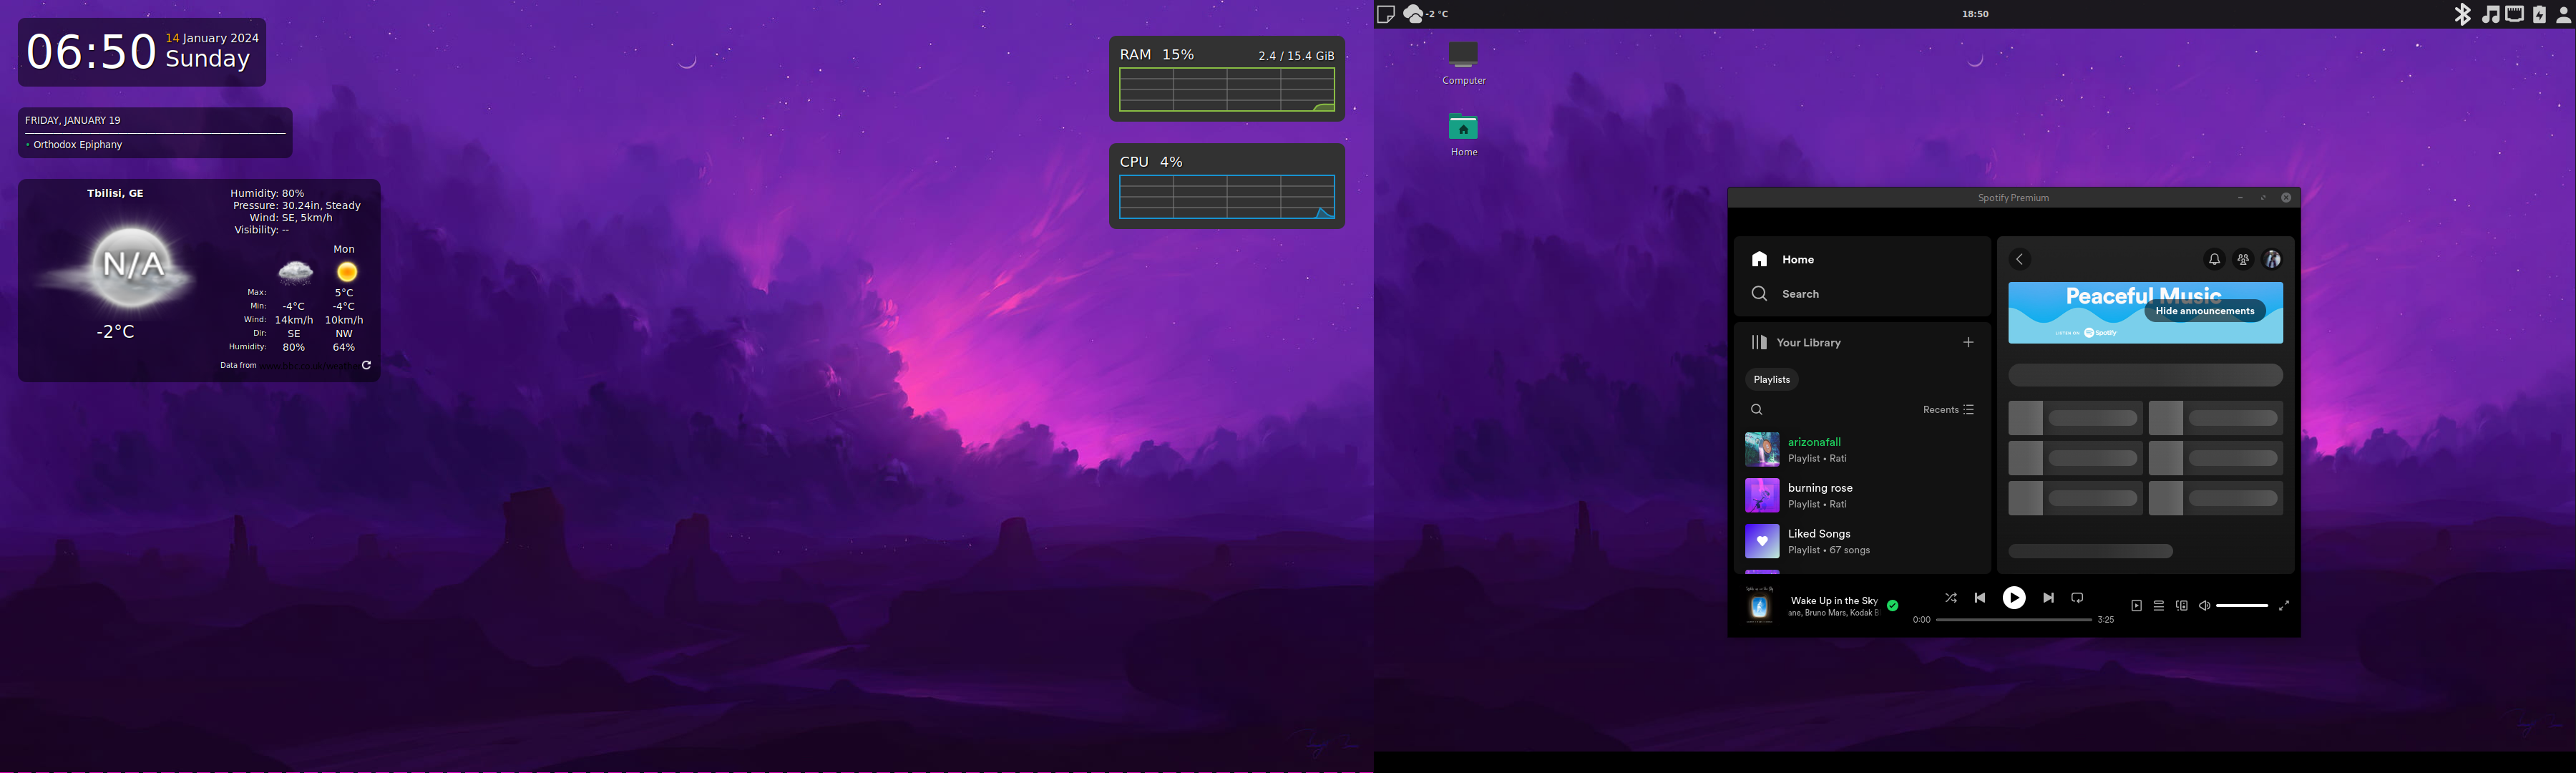 06:50
14 January 2024
Sunday
FRIDAY, JANUARY 19
• Orthodox Epiphany
Tbilisi, GE
N/A
-2°C
Humidity: 80%
Pressure: 30.24in, Steady
Wind: SE, 5km/h
Visibility: --
Mon
Max: 5°C
Min: -4°C -4°C
Wind: 14km/h 10km/h
Dir: SE NW
Humidity: 80% 64%
Data from
RAM 15% 2.4 / 15.4 GiB
CPU 4%
-2 °C
18:50
Computer
Home
Spotify Premium
Home
Search
Your Library
Playlists
Recents
arizonafall
Playlist • Rati
burning rose
Playlist • Rati
Liked Songs
Playlist • 67 songs
Peaceful Music
Hide announcements
LISTEN ON Spotify
Wake Up in the Sky
ane, Bruno Mars, Kodak B
0:00
3:25